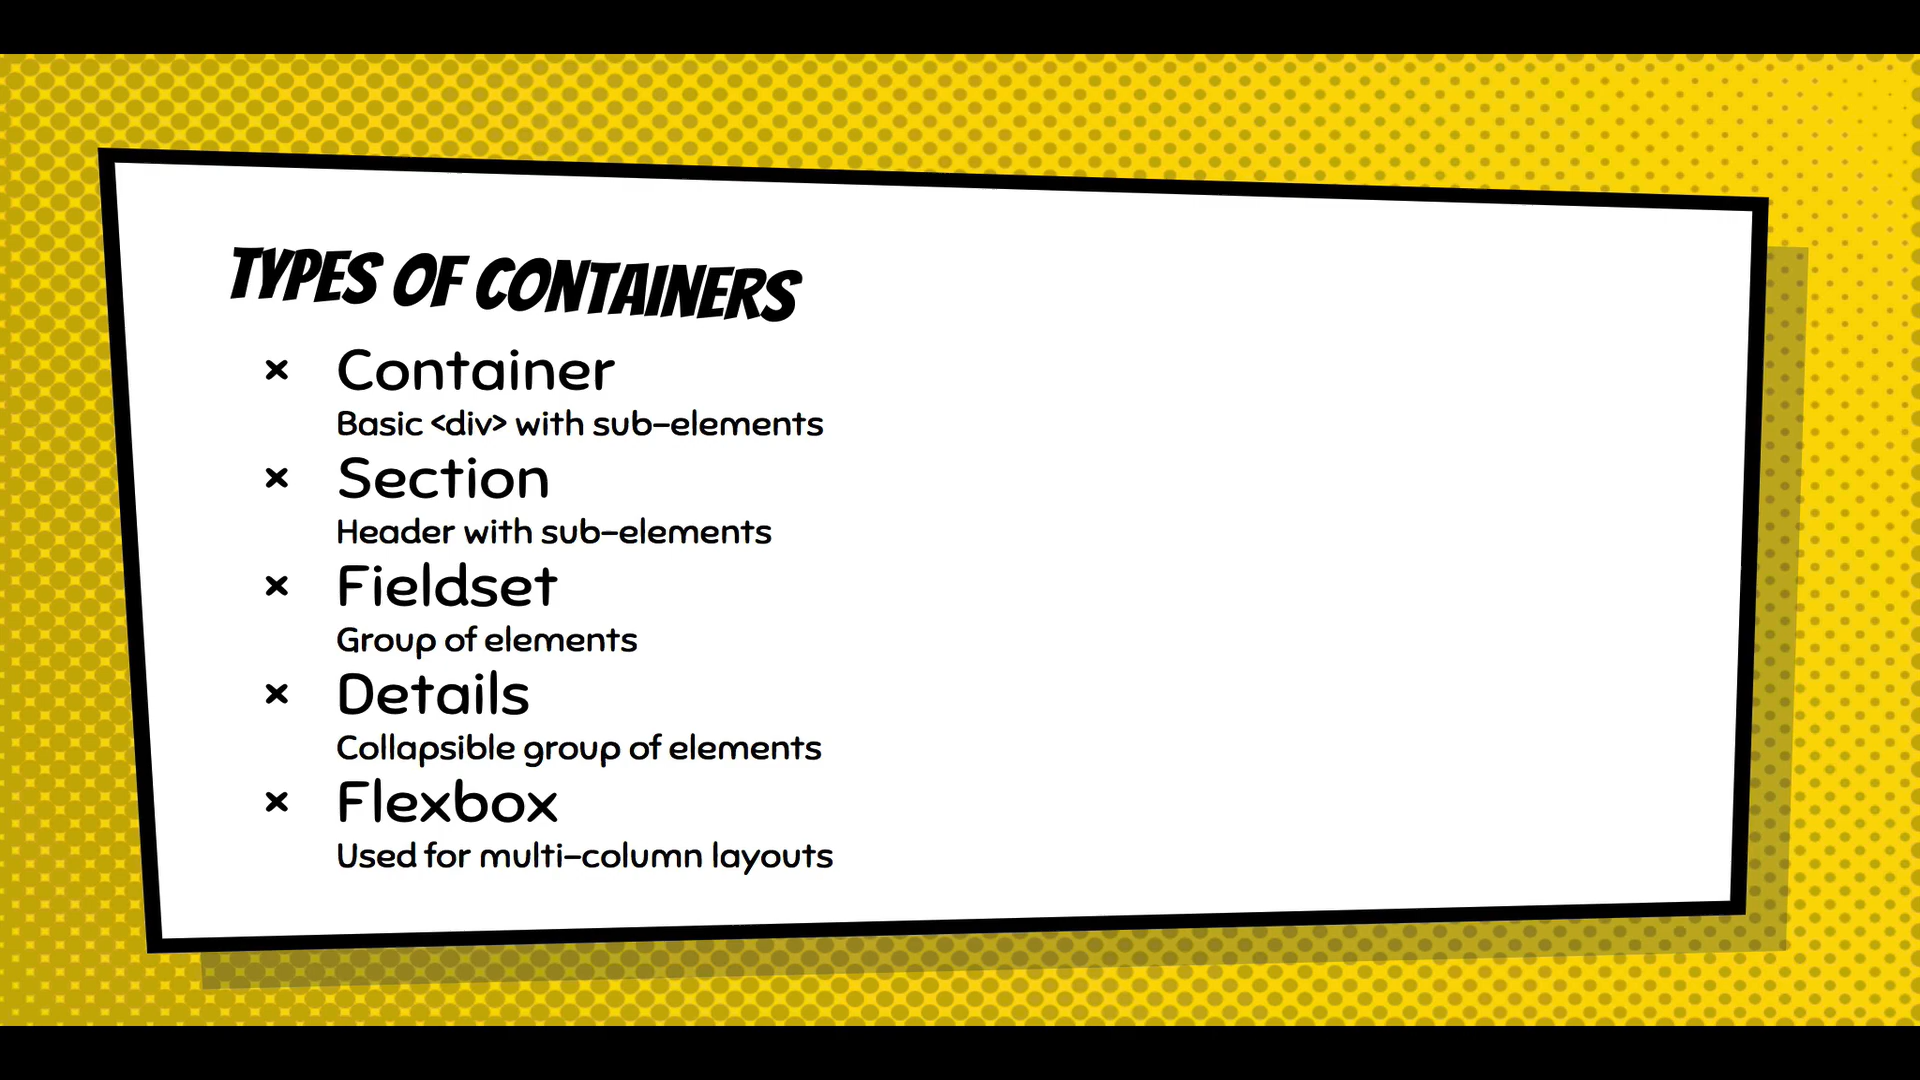 TYPES OF CONTAINERS
× Container
Basic <div> with sub-elements
× Section
Header with sub-elements
× Fieldset
Group of elements
× Details
Collapsible group of elements
× Flexbox
Used for multi-column layouts